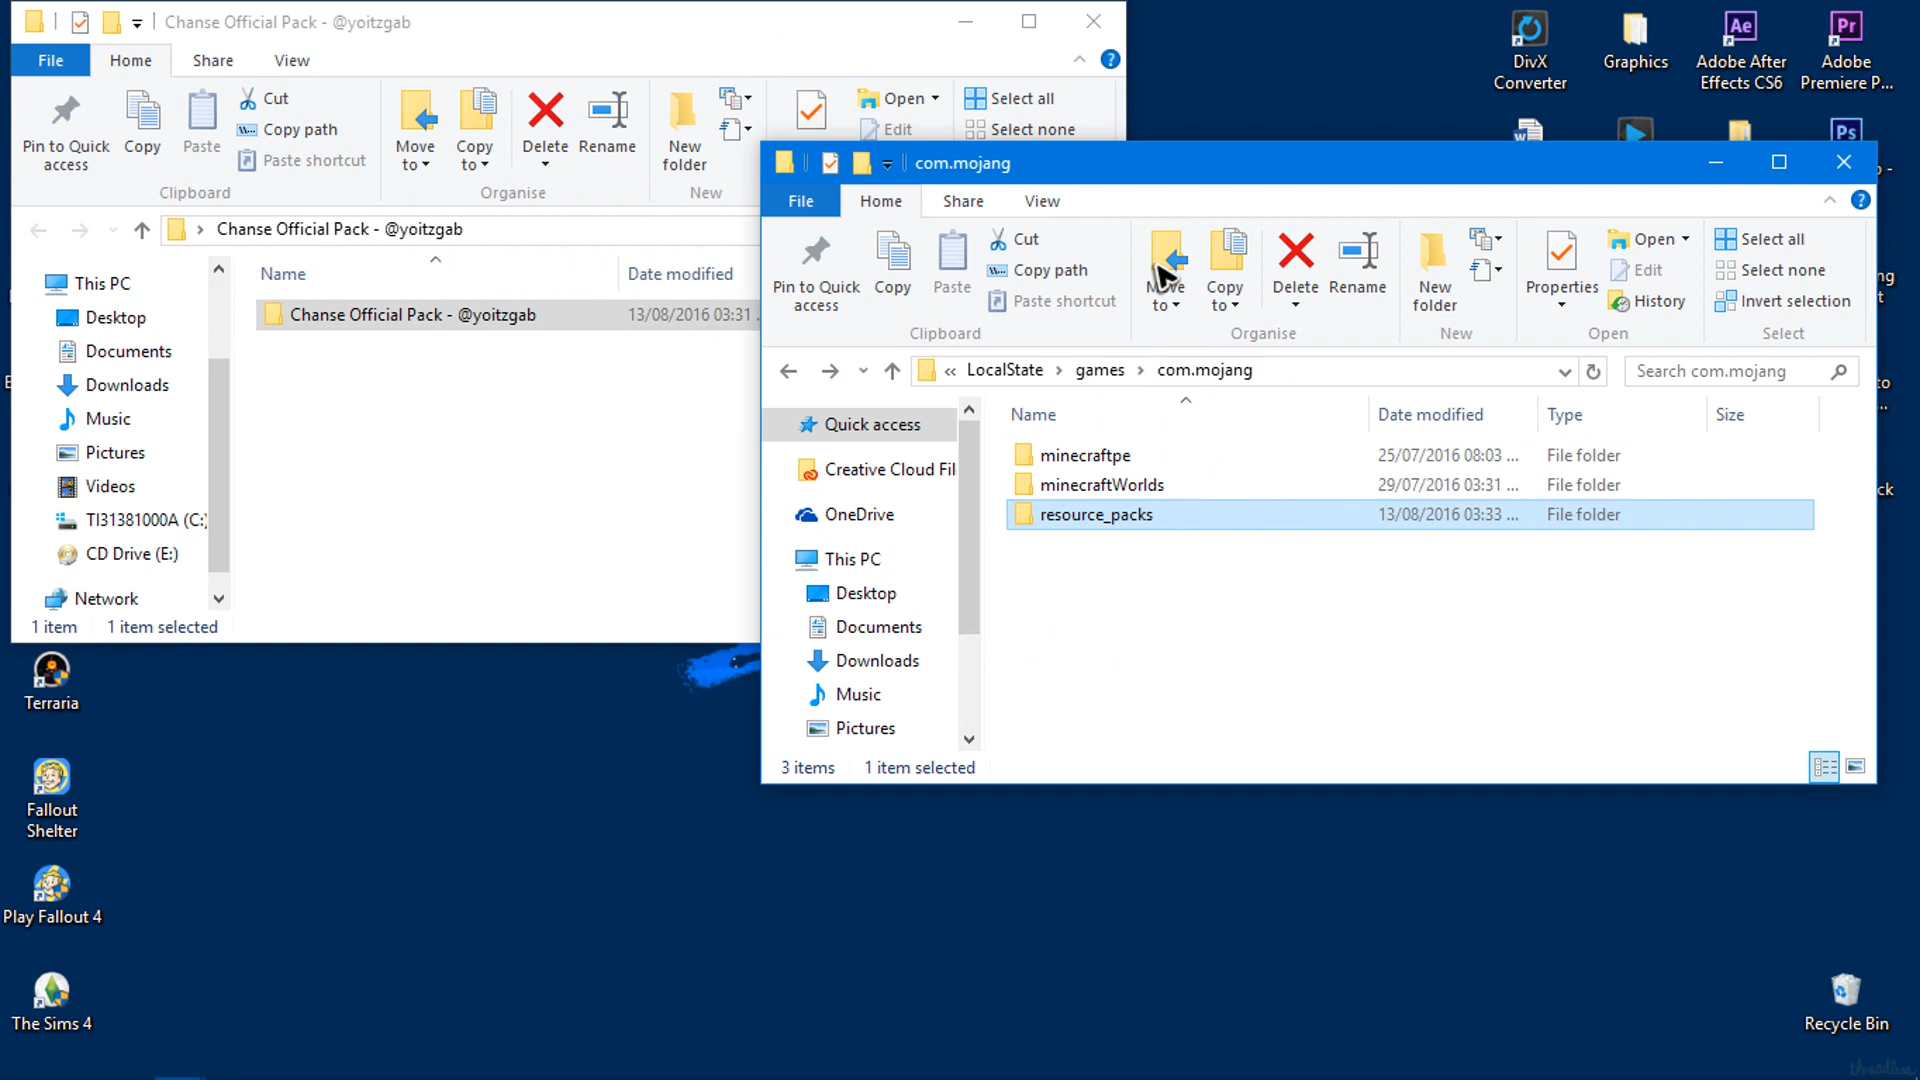 Chanse Official Pack - @yoitzgab
File Home Share View
Pin to Quick access
Copy
Paste
Cut
Copy path
Paste shortcut
Clipboard
Move to
Copy to
Delete
Rename
Organise
New folder
New
Open
Edit
Select all
Select none
Chanse Official Pack - @yoitzgab
Name Date modified
Chanse Official Pack - @yoitzgab 13/08/2016 03:31 ...
This PC
Desktop
Documents
Downloads
Music
Pictures
Videos
TI31381000A (C:)
CD Drive (E:)
Network
1 item 1 item selected
com.mojang
File Home Share View
Pin to Quick access
Copy
Paste
Cut
Copy path
Paste shortcut
Clipboard
Move to
Copy to
Delete
Rename
Organise
New folder
New
Properties
Open
Edit
History
Open
Select all
Select none
Invert selection
Select
« LocalState › games › com.mojang
Search com.mojang
Name Date modified Type Size
minecraftpe 25/07/2016 08:03 ... File folder
minecraftWorlds 29/07/2016 03:31 ... File folder
resource_packs 13/08/2016 03:33 ... File folder
Quick access
Creative Cloud Fil
OneDrive
This PC
Desktop
Documents
Downloads
Music
Pictures
3 items 1 item selected
DivX Converter
Graphics
Ae
Adobe After Effects CS6
Pr
Adobe Premiere P...
Ps
Terraria
Fallout Shelter
Play Fallout 4
The Sims 4
Recycle Bin